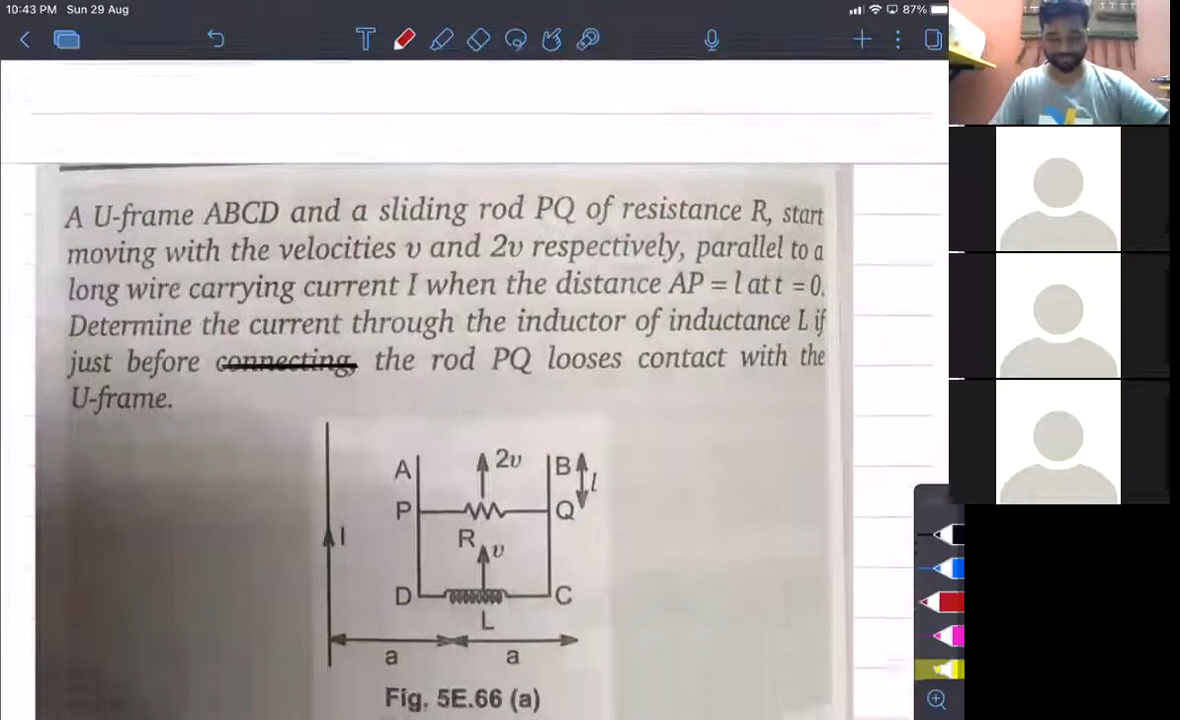 10:43 PM Sun 29 Aug
87%
A U-frame ABCD and a sliding rod PQ of resistance R, start
moving with the velocities v and 2v respectively, parallel to a
long wire carrying current I when the distance AP = l at t = 0.
Determine the current through the inductor of inductance L if
just before connecting, the rod PQ looses contact with the
U-frame.
A
2v
B
l
P
Q
I
R
v
D
C
L
a
a
Fig. 5E.66 (a)